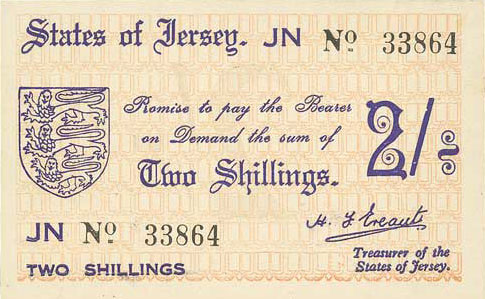 States of Jersey. JN Nº 33864
Promise to pay the Bearer
on Demand the sum of
Two Shillings.
2/-
H. F. Ereaut
JN Nº 33864
Treasurer of the
States of Jersey.
TWO SHILLINGS